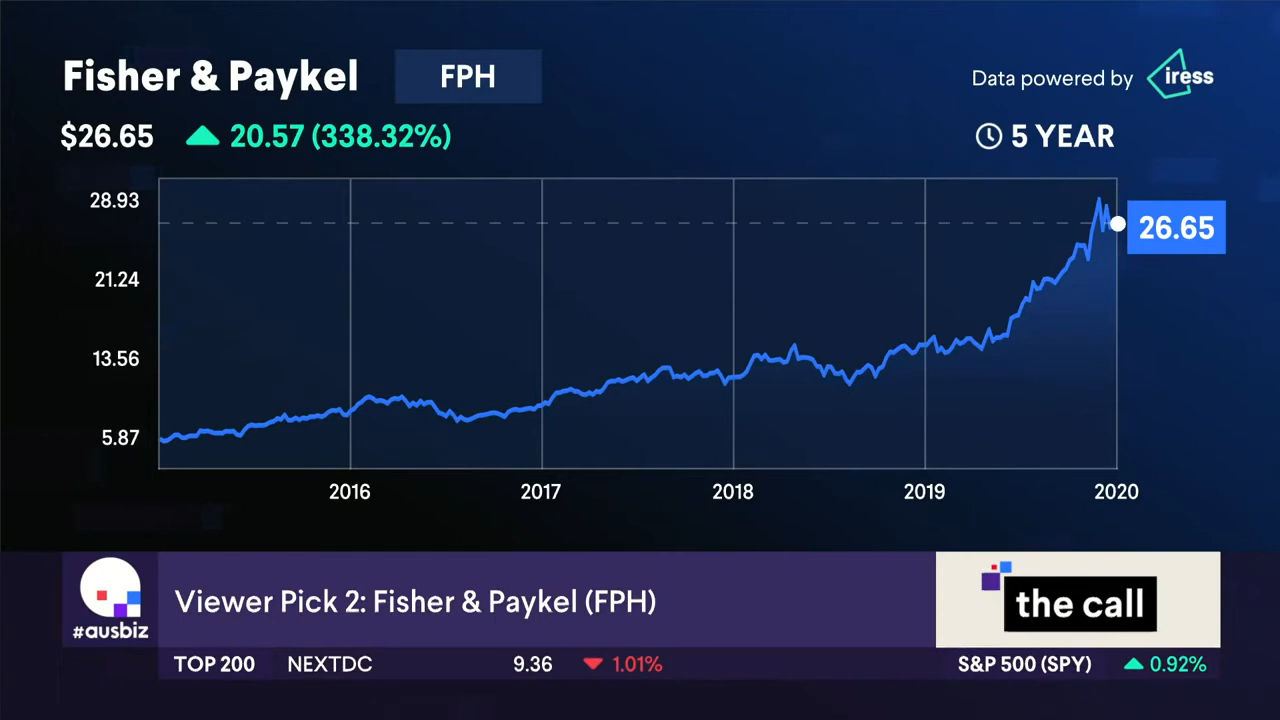 Fisher & Paykel FPH
Data powered by iress
$26.65 20.57 (338.32%)
5 YEAR
28.93
21.24
13.56
5.87
26.65
2016 2017 2018 2019 2020
#ausbiz
Viewer Pick 2: Fisher & Paykel (FPH)
the call
TOP 200 NEXTDC 9.36 1.01% S&P 500 (SPY) 0.92%